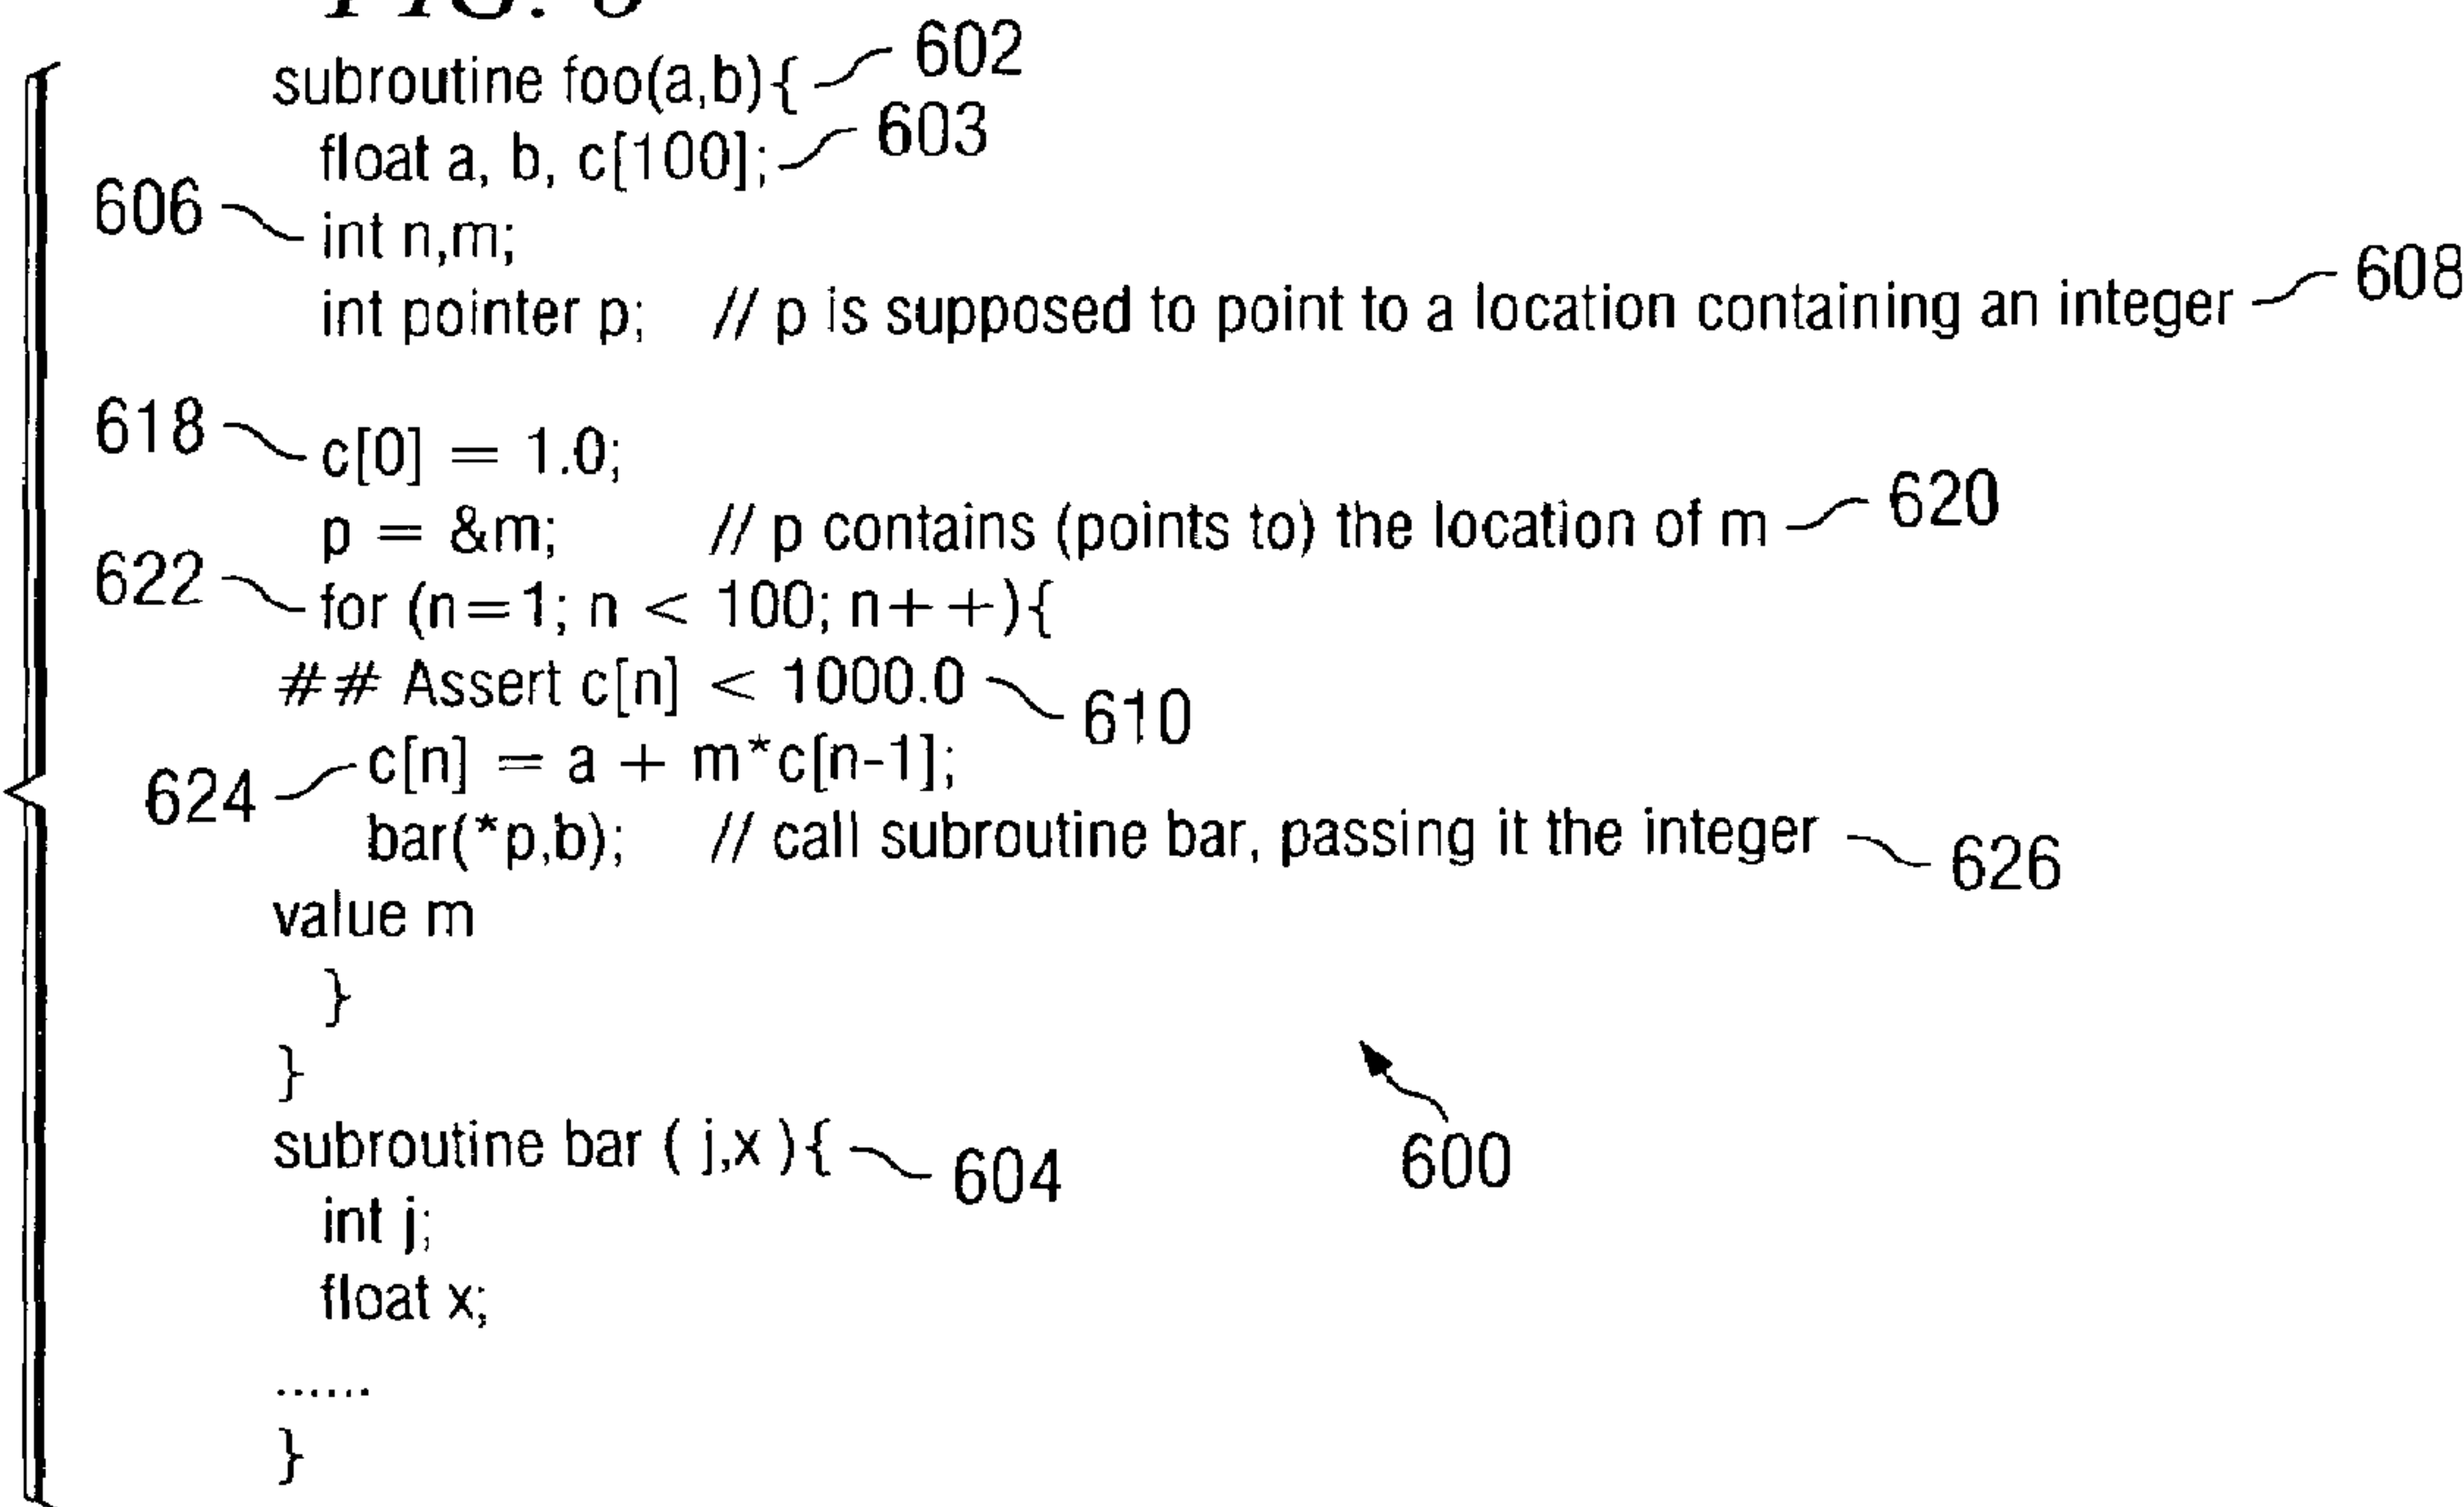 FIG.
subroutine foo(a,b){ 602
float a, b, c[100]; 603
606 int n,m;
int pointer p; // p is supposed to point to a location containing an integer 608
618 c[0] = 1.0;
p = &m; // p contains (points to) the location of m 620
622 for (n=1; n < 100; n++){
## Assert c[n] < 1000.0 610
624 c[n] = a + m*c[n-1];
bar(*p,b); // call subroutine bar, passing it the integer 626
value m
}
}
subroutine bar ( j,x ){ 604
600
int j;
float x;
......
}